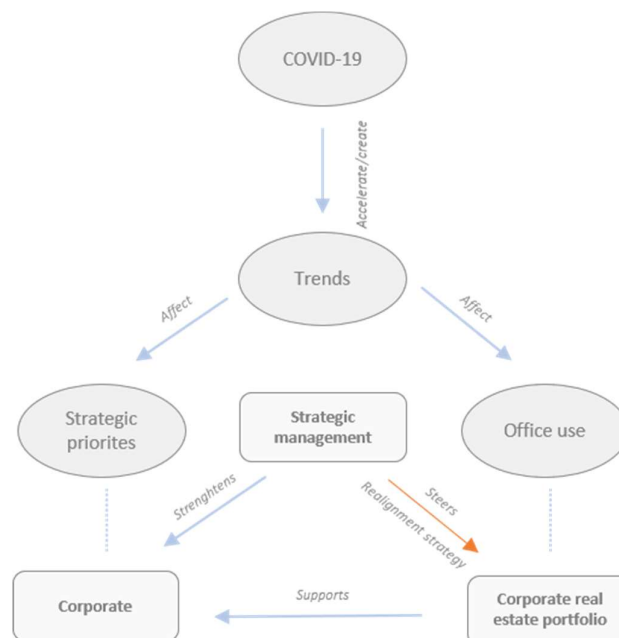 COVID-19
Accelerate/create
Trends
Affect
Affect
Strategic
priorites
Strategic
management
Office use
Strenghtens
Steers
Realignment strategy
Corporate
Supports
Corporate real
estate portfolio